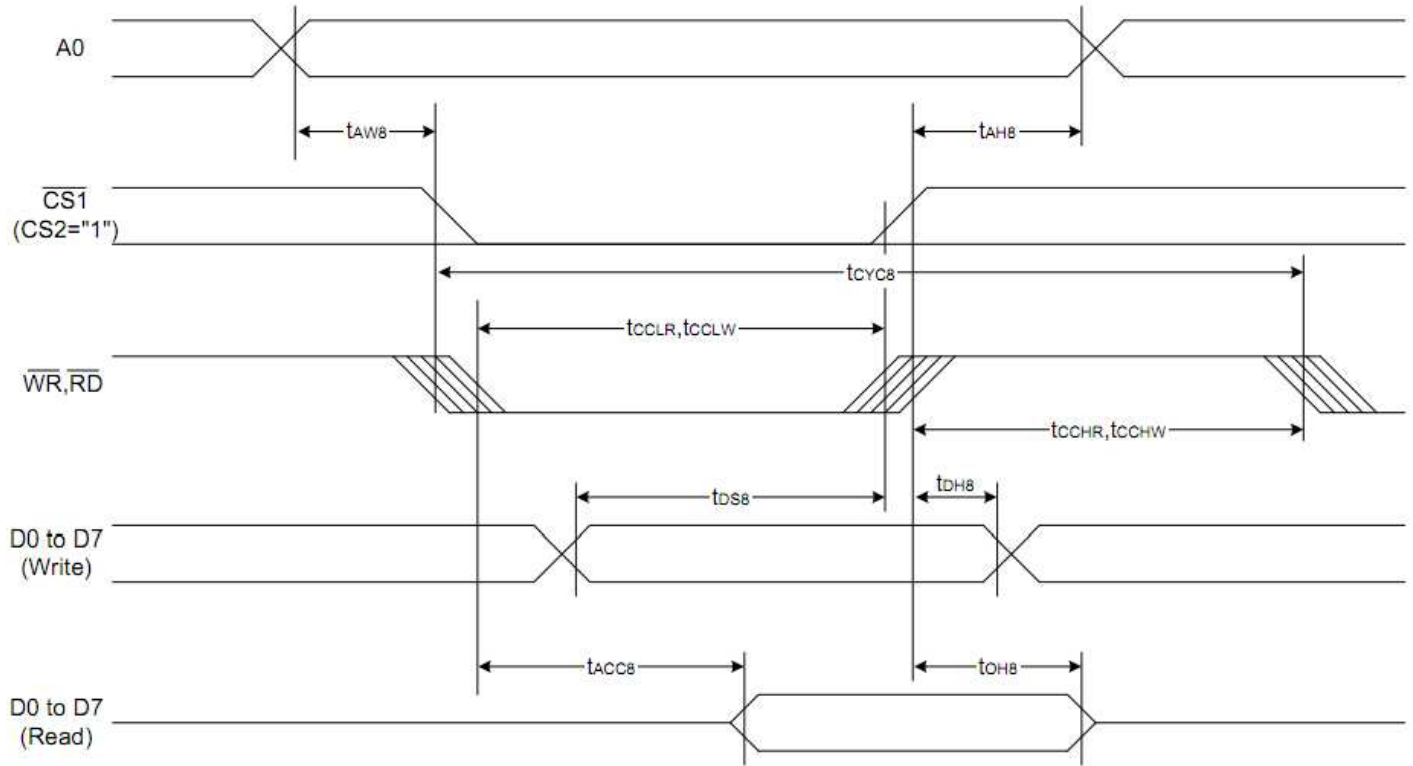 A0
tAW8
tAH8
CS1
(CS2="1")
tCYC8
tCCLR,tCCLW
WR,RD
tCCHR,tCCHW
tDS8
tDH8
D0 to D7
(Write)
tACC8
tOH8
D0 to D7
(Read)